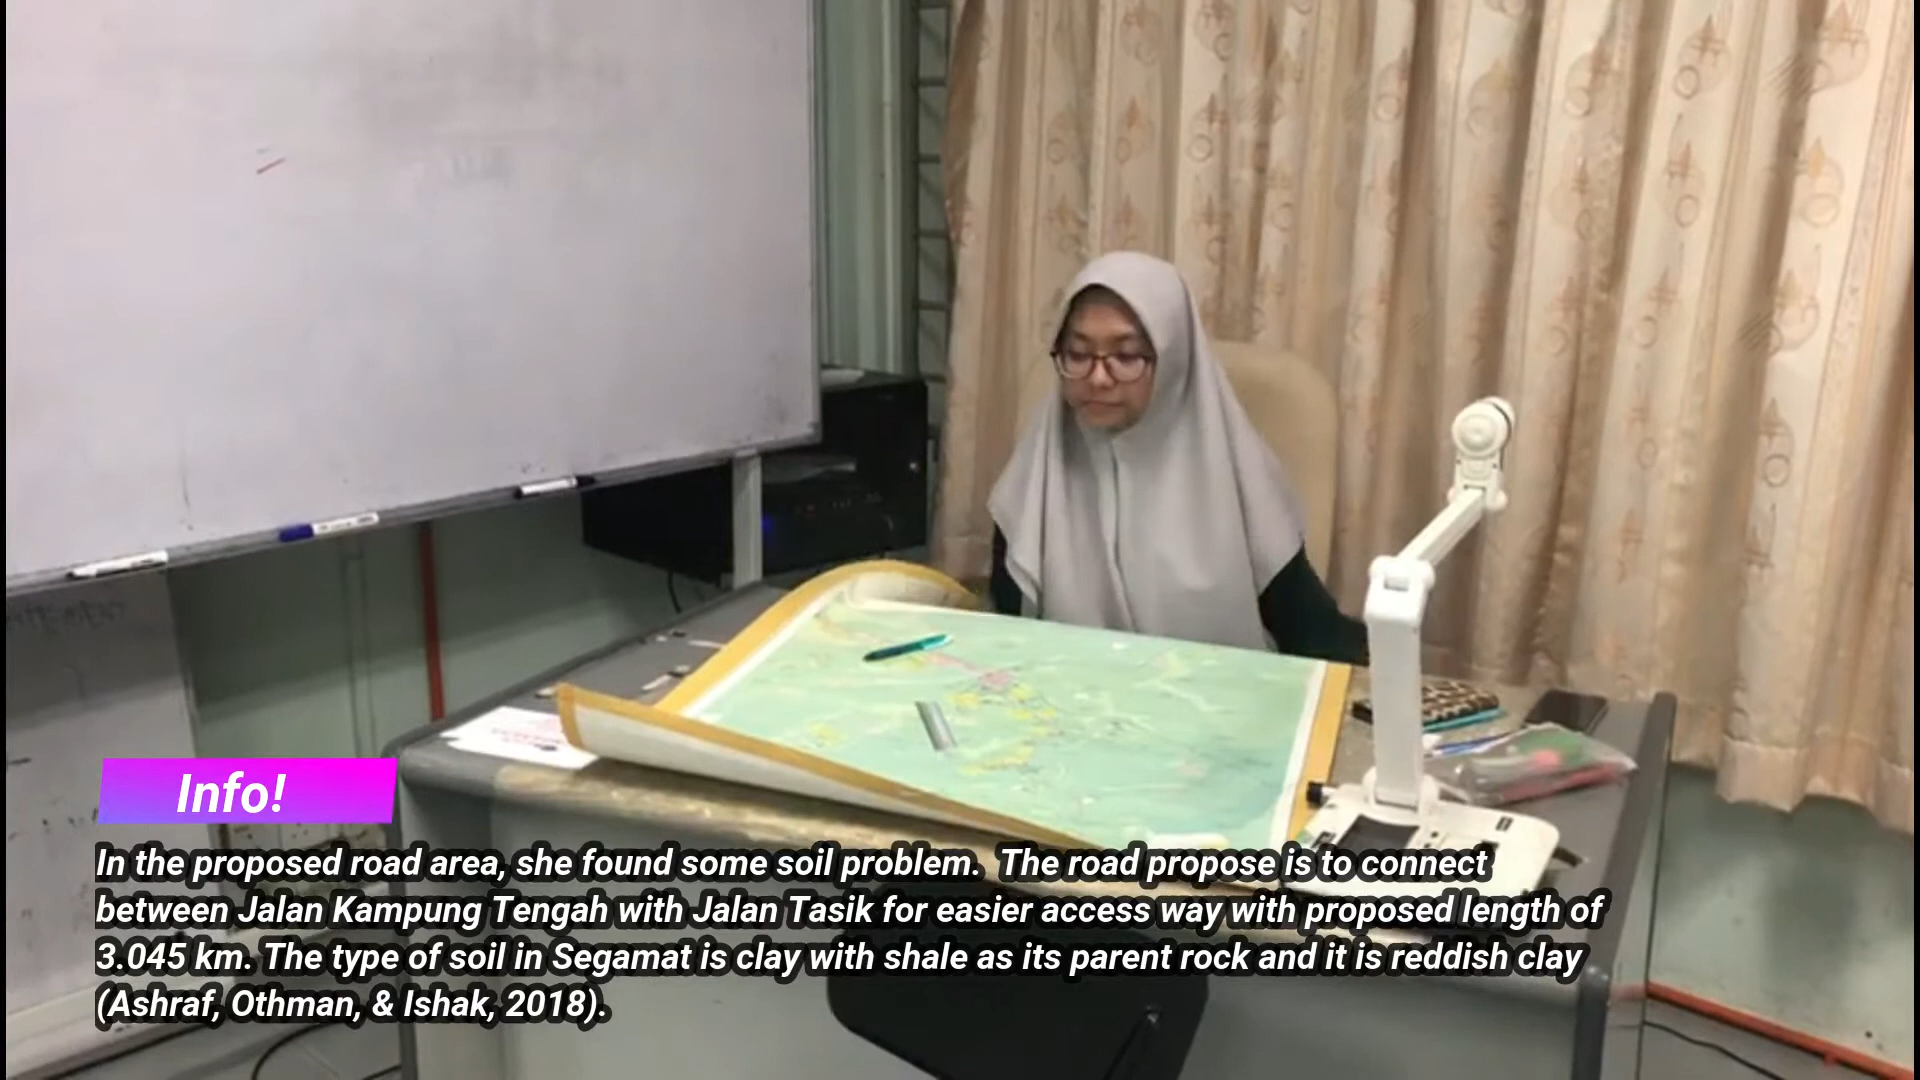 Info!
In the proposed road area, she found some soil problem.  The road propose is to connect
between Jalan Kampung Tengah with Jalan Tasik for easier access way with proposed length of
3.045 km. The type of soil in Segamat is clay with shale as its parent rock and it is reddish clay
(Ashraf, Othman, & Ishak, 2018).